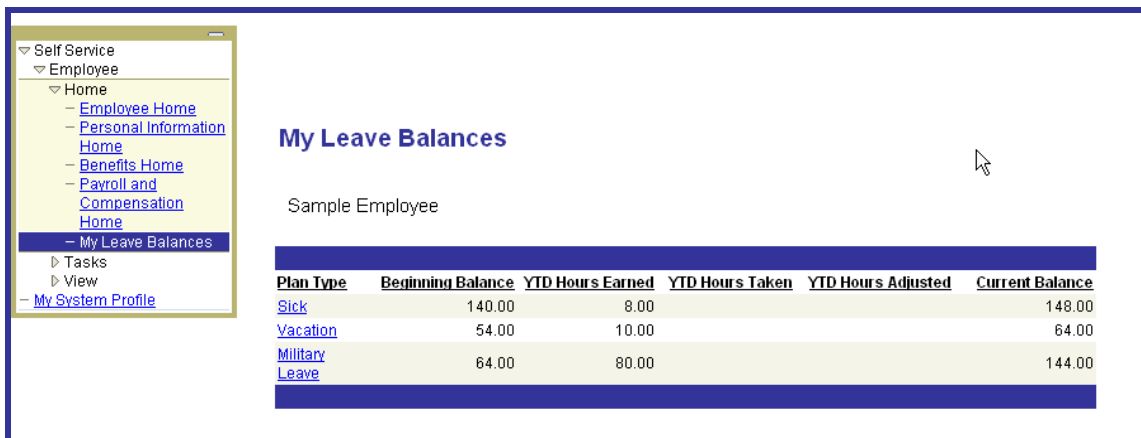 Self Service
Employee
Home
– Employee Home
– Personal Information
Home
– Benefits Home
– Payroll and
Compensation
Home
– My Leave Balances
Tasks
View
– My System Profile
My Leave Balances
Sample Employee
Plan Type Beginning Balance YTD Hours Earned YTD Hours Taken YTD Hours Adjusted Current Balance
Sick 140.00 8.00 148.00
Vacation 54.00 10.00 64.00
Military
Leave 64.00 80.00 144.00